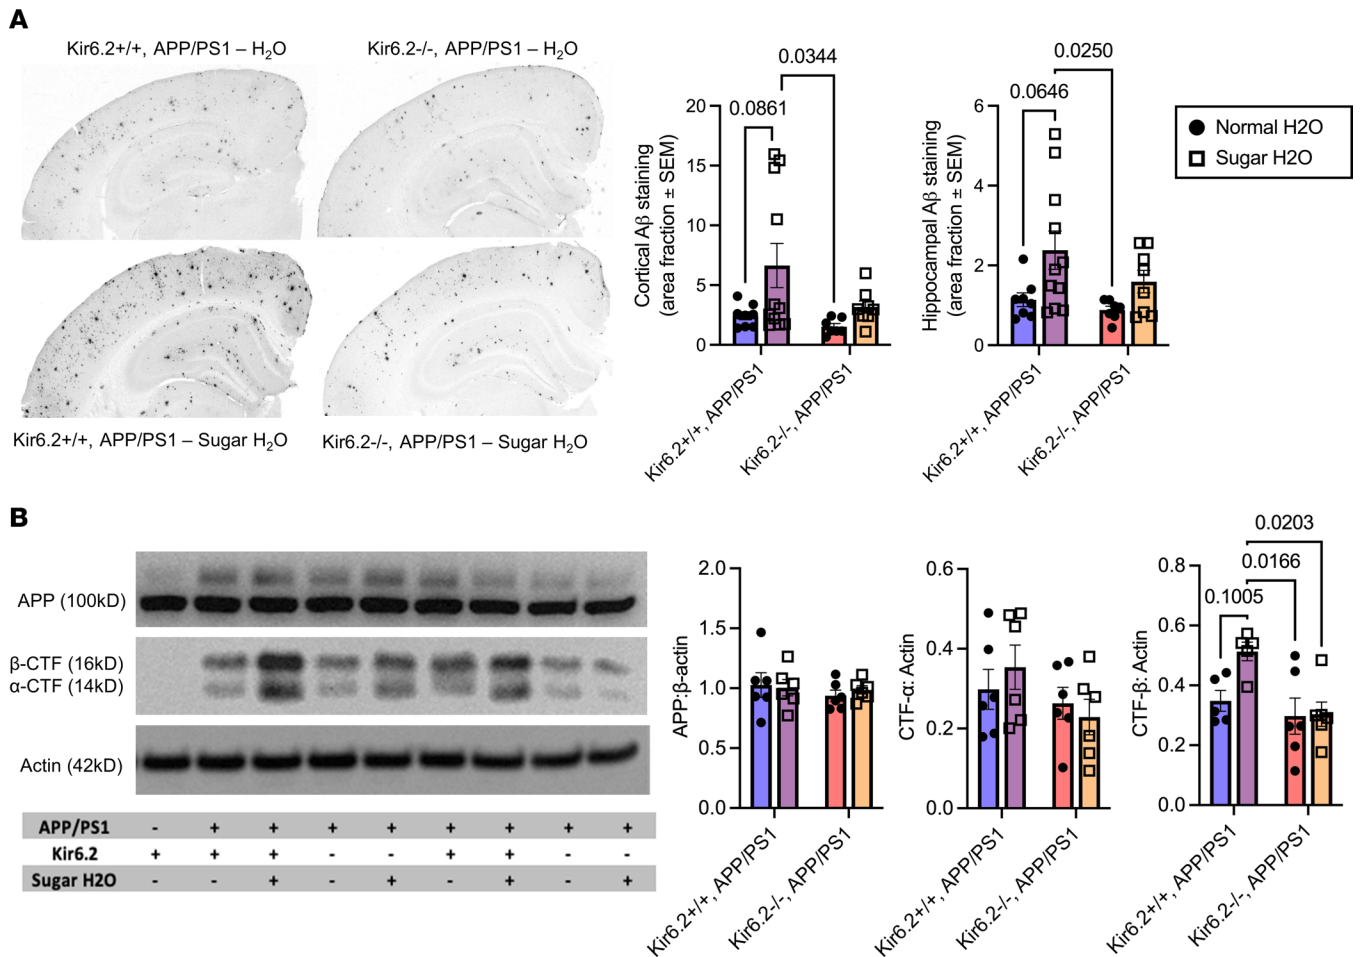 A
Kir6.2+/+, APP/PS1 – H2O
Kir6.2-/-, APP/PS1 – H2O
Kir6.2+/+, APP/PS1 – Sugar H2O
Kir6.2-/-, APP/PS1 – Sugar H2O
Cortical Aβ staining
(area fraction ± SEM)
20
15
10
5
0
0.0861
0.0344
Kir6.2+/+, APP/PS1
Kir6.2-/-, APP/PS1
Hippocampal Aβ staining
(area fraction ± SEM)
6
4
2
0
0.0646
0.0250
Kir6.2+/+, APP/PS1
Kir6.2-/-, APP/PS1
Normal H2O
Sugar H2O
B
APP (100kD)
β-CTF (16kD)
α-CTF (14kD)
Actin (42kD)
APP/PS1 - + + + + + + + +
Kir6.2 + + + - - + + - -
Sugar H2O - - + - + - + - +
APP:β-actin
2.0
1.5
1.0
0.5
0.0
Kir6.2+/+, APP/PS1
Kir6.2-/-, APP/PS1
CTF-α: Actin
0.6
0.4
0.2
0.0
Kir6.2+/+, APP/PS1
Kir6.2-/-, APP/PS1
CTF-β: Actin
0.8
0.6
0.4
0.2
0.0
0.1005
0.0166
0.0203
Kir6.2+/+, APP/PS1
Kir6.2-/-, APP/PS1